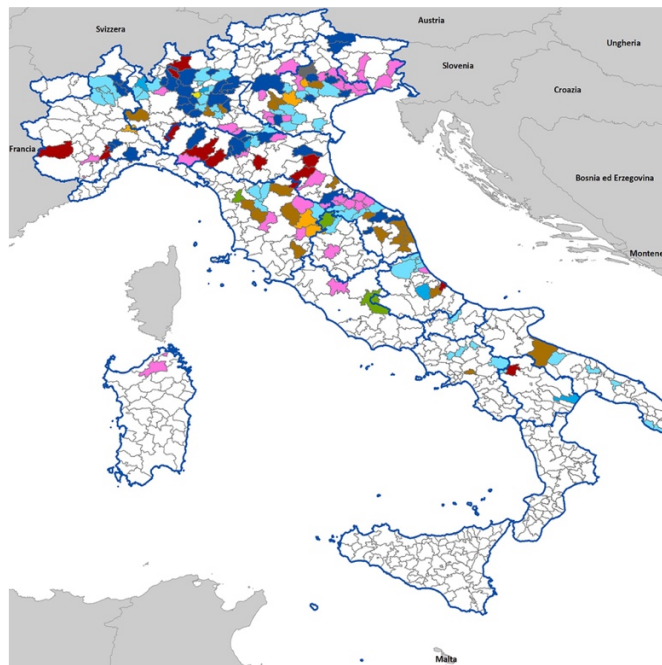 Austria
Svizzera
Ungheria
Slovenia
Croazia
Francia
Bosnia ed Erzegovina
Montene
Malta